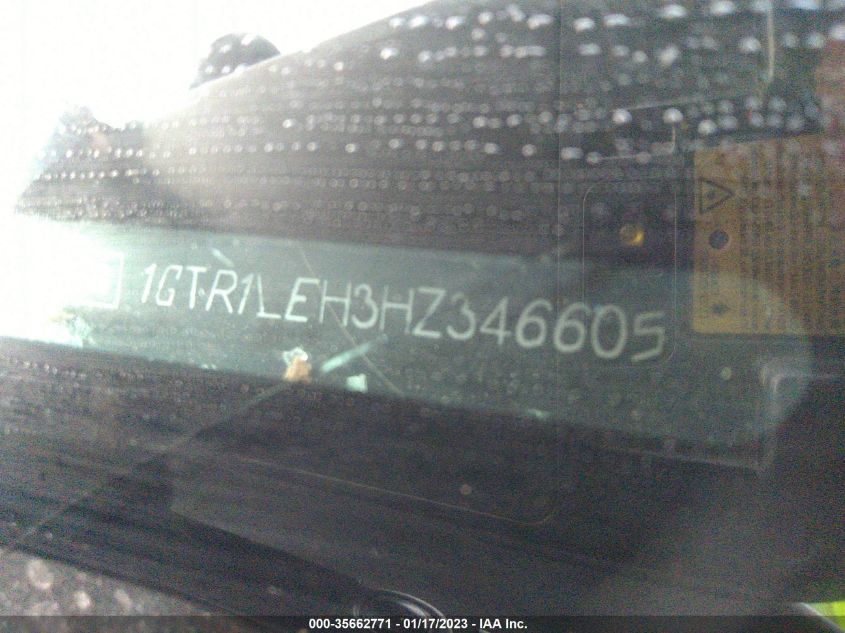 1GTR1LEH3HZ346605
000-35662771 - 01/17/2023 - IAA Inc.